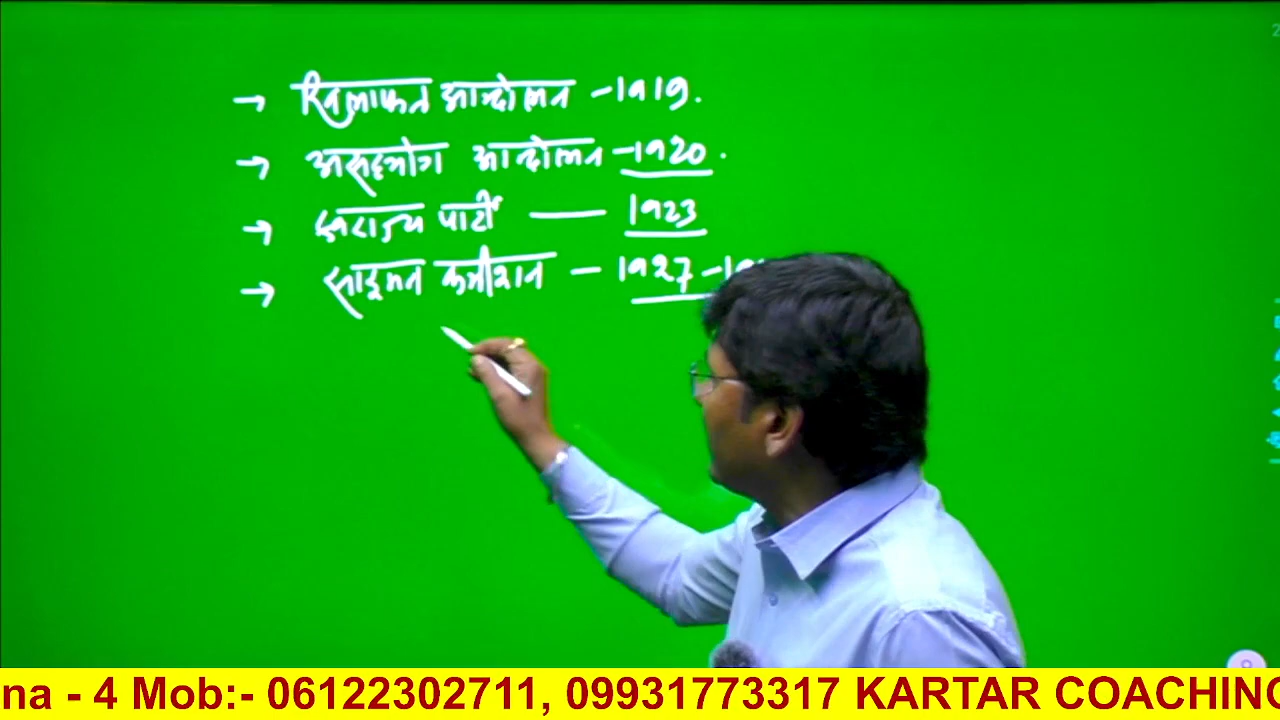 → खिलाफत आन्दोलन - 1919.
→ असहयोग आन्दोलन - 1920.
→ स्वराज्य पार्टी — 1923
→ साइमन कमीशन - 1927 -
na - 4 Mob:- 06122302711, 09931773317 KARTAR COACHING